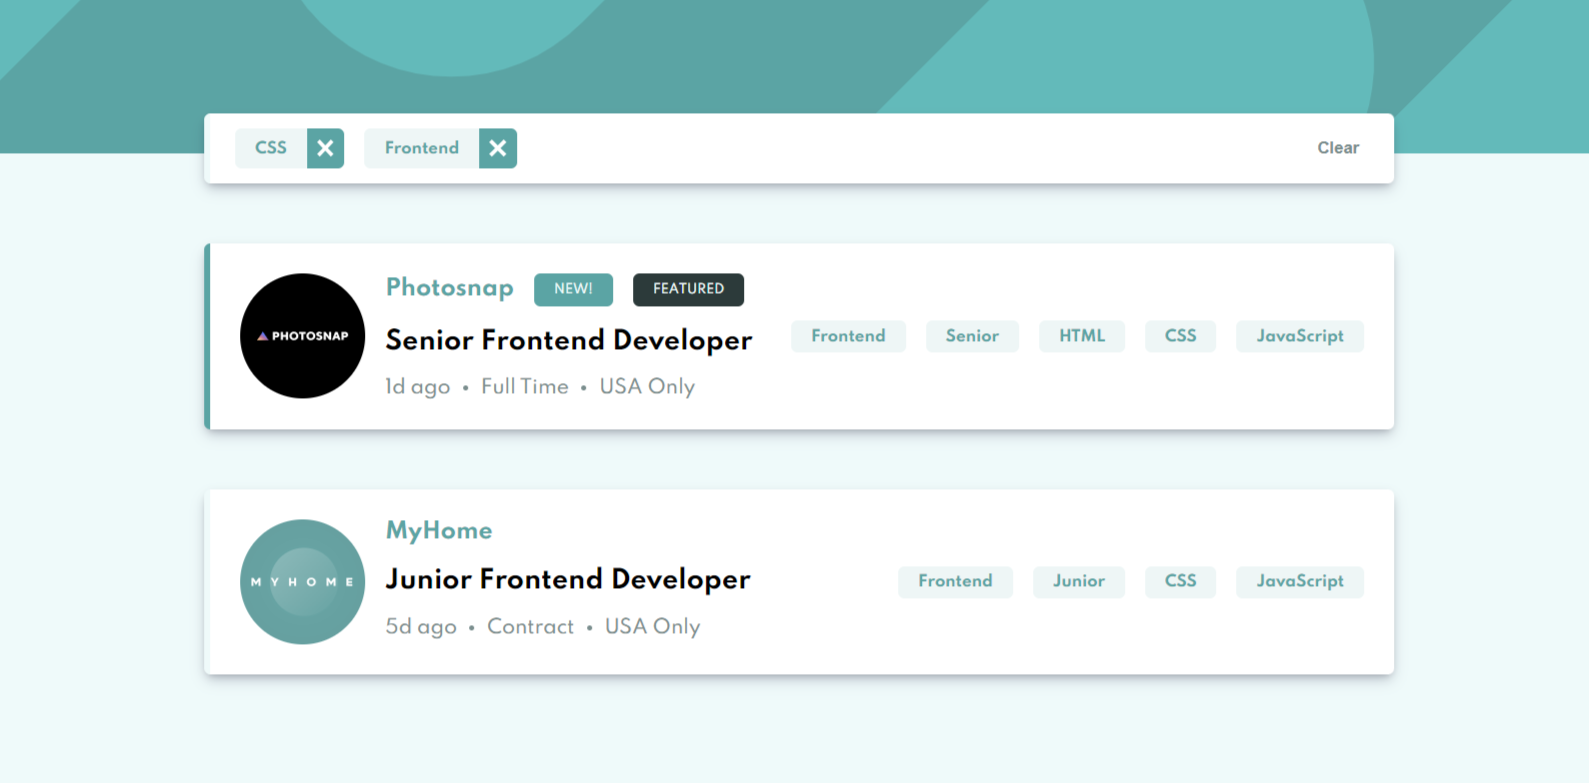 CSS Frontend Clear
Photosnap NEW! FEATURED
PHOTOSNAP
Senior Frontend Developer
1d ago • Full Time • USA Only
Frontend Senior HTML CSS JavaScript
MyHome
MYHOME
Junior Frontend Developer
5d ago • Contract • USA Only
Frontend Junior CSS JavaScript